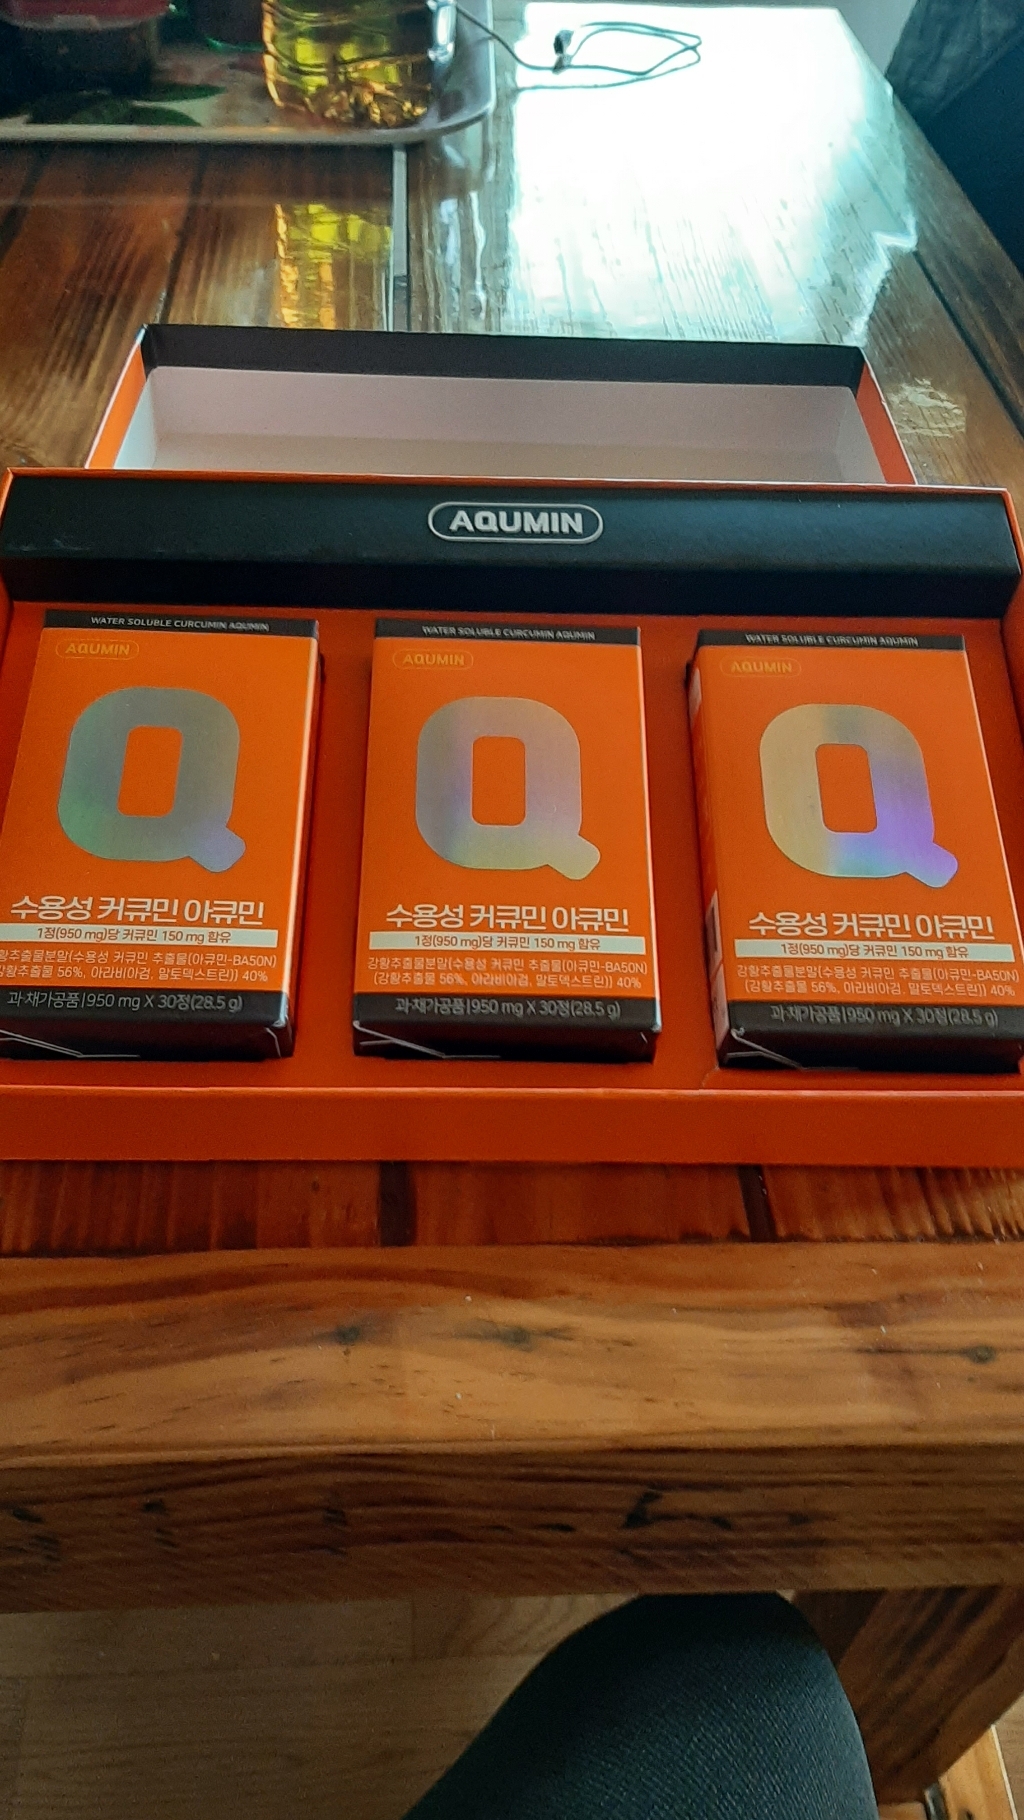 AQUMIN
WATER SOLUBLE CURCUMIN AQUMIN
AQUMIN
Q
수용성 커큐민 아큐민
1정(950 mg)당 커큐민 150 mg 함유
황추출물분말(수용성 커큐민 추출물(아큐민-BA50N)
강황추출물 56%, 아라비아검, 말토덱스트린)) 40%
과·채가공품|950 mg X 30정(28.5 g)
WATER SOLUBLE CURCUMIN AQUMIN
AQUMIN
Q
수용성 커큐민 아큐민
1정(950 mg)당 커큐민 150 mg 함유
강황추출물분말(수용성 커큐민 추출물(아큐민-BA50N)
(강황추출물 56%, 아라비아검, 말토덱스트린)) 40%
과·채가공품|950 mg X 30정(28.5 g)
WATER SOLUBLE CURCUMIN AQUMIN
AQUMIN
Q
수용성 커큐민 아큐민
1정(950 mg)당 커큐민 150 mg 함유
강황추출물분말(수용성 커큐민 추출물(아큐민-BA50N)
(강황추출물 56%, 아라비아검, 말토덱스트린)) 40%
과·채가공품|950 mg X 30정(28.5 g)